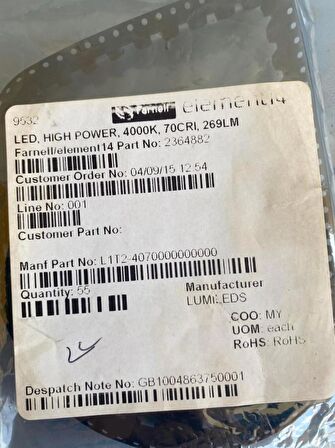 Farnell element14
9532
LED, HIGH POWER, 4000K, 70CRI, 269LM
Farnell/element14 Part No: 2364882
Customer Order No: 04/09/15 12:54
Line No: 001
Customer Part No:
Manf Part No: L1T2-4070000000000
Quantity: 55
Manufacturer
LUMILEDS
COO: MY
UOM: each
RoHS: RoHS
Despatch Note No: GB1004863750001